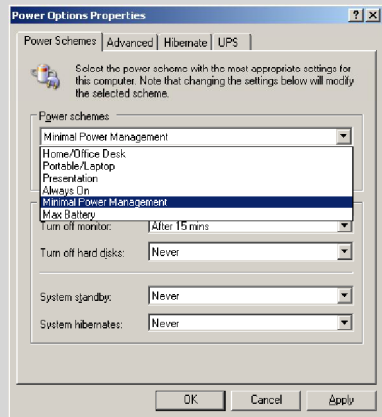 Power Options Properties
Power Schemes Advanced Hibernate UPS
Select the power scheme with the most appropriate settings for
this computer. Note that changing the settings below will modify
the selected scheme.
Power schemes
Minimal Power Management
Home/Office Desk
Portable/Laptop
Presentation
Always On
Minimal Power Management
Max Battery
Turn off monitor: After 15 mins
Turn off hard disks: Never
System standby: Never
System hibernates: Never
OK Cancel Apply